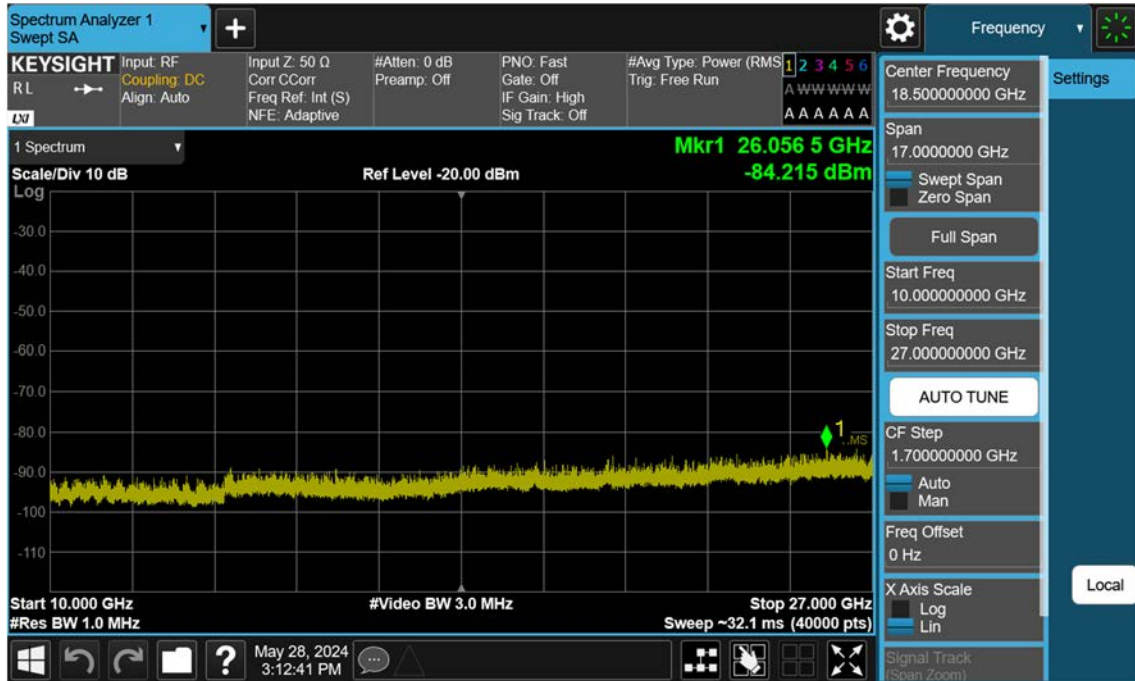 Spectrum Analyzer 1
Swept SA
Frequency
KEYSIGHT
R L
LXI
Input: RF
Coupling: DC
Align: Auto
Input Z: 50 Ω
Corr CCorr
Freq Ref: Int (S)
NFE: Adaptive
#Atten: 0 dB
Preamp: Off
PNO: Fast
Gate: Off
IF Gain: High
Sig Track: Off
#Avg Type: Power (RMS
Trig: Free Run
1 2 3 4 5 6
A W W W W W
A A A A A A
Center Frequency
18.500000000 GHz
Settings
Span
17.0000000 GHz
Swept Span
Zero Span
Full Span
Start Freq
10.000000000 GHz
Stop Freq
27.000000000 GHz
AUTO TUNE
CF Step
1.700000000 GHz
Auto
Man
Freq Offset
0 Hz
X Axis Scale
Log
Lin
Signal Track
(Span Zoom)
Local
1 Spectrum
Mkr1 26.056 5 GHz
-84.215 dBm
Scale/Div 10 dB
Ref Level -20.00 dBm
Log
-30.0
-40.0
-50.0
-60.0
-70.0
-80.0
-90.0
-100
-110
1
Start 10.000 GHz
#Video BW 3.0 MHz
Stop 27.000 GHz
#Res BW 1.0 MHz
Sweep ~32.1 ms (40000 pts)
?
May 28, 2024
3:12:41 PM